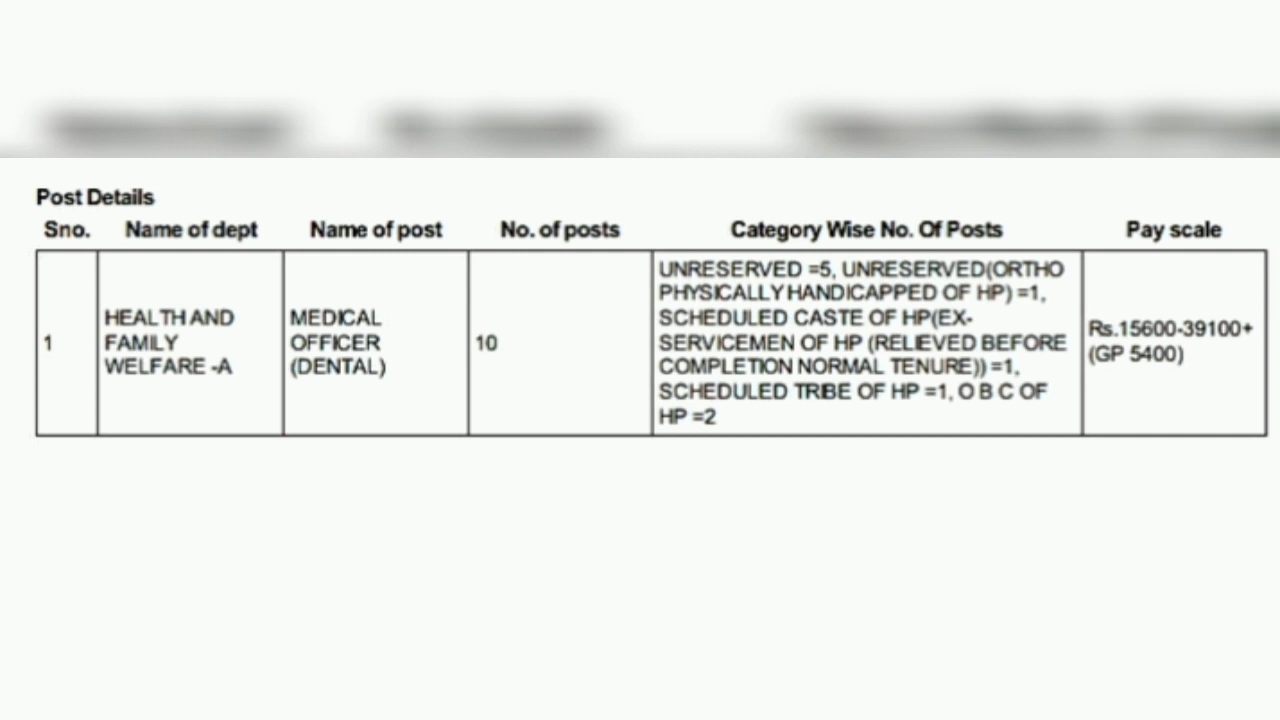 Post Details
Sno. Name of dept Name of post No. of posts Category Wise No. Of Posts Pay scale
1
HEALTH AND
FAMILY
WELFARE -A
MEDICAL
OFFICER
(DENTAL)
10
UNRESERVED =5, UNRESERVED(ORTHO
PHYSICALLY HANDICAPPED OF HP) =1,
SCHEDULED CASTE OF HP(EX-
SERVICEMEN OF HP (RELIEVED BEFORE
COMPLETION NORMAL TENURE)) =1,
SCHEDULED TRIBE OF HP =1, O B C OF
HP =2
Rs.15600-39100+
(GP 5400)